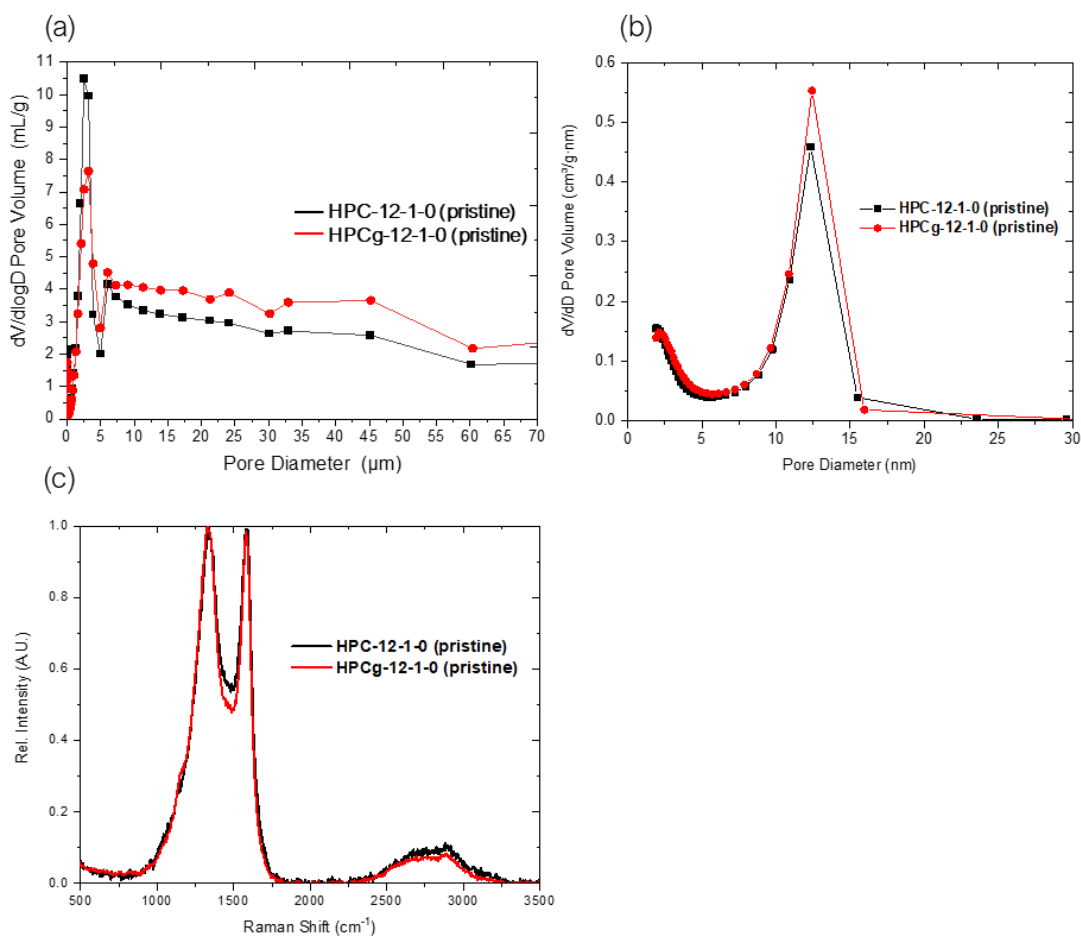 (a)
dV/dlogD Pore Volume (mL/g)
11
10
9
8
7
6
5
4
3
2
1
0
HPC-12-1-0 (pristine)
HPCg-12-1-0 (pristine)
0 5 10 15 20 25 30 35 40 45 50 55 60 65 70
Pore Diameter (µm)
(b)
dV/dD Pore Volume (cm³/g·nm)
0.6
0.5
0.4
0.3
0.2
0.1
0.0
HPC-12-1-0 (pristine)
HPCg-12-1-0 (pristine)
0 5 10 15 20 25 30
Pore Diameter (nm)
(c)
Rel. Intensity (A.U.)
1.0
0.8
0.6
0.4
0.2
0.0
HPC-12-1-0 (pristine)
HPCg-12-1-0 (pristine)
500 1000 1500 2000 2500 3000 3500
Raman Shift (cm⁻¹)